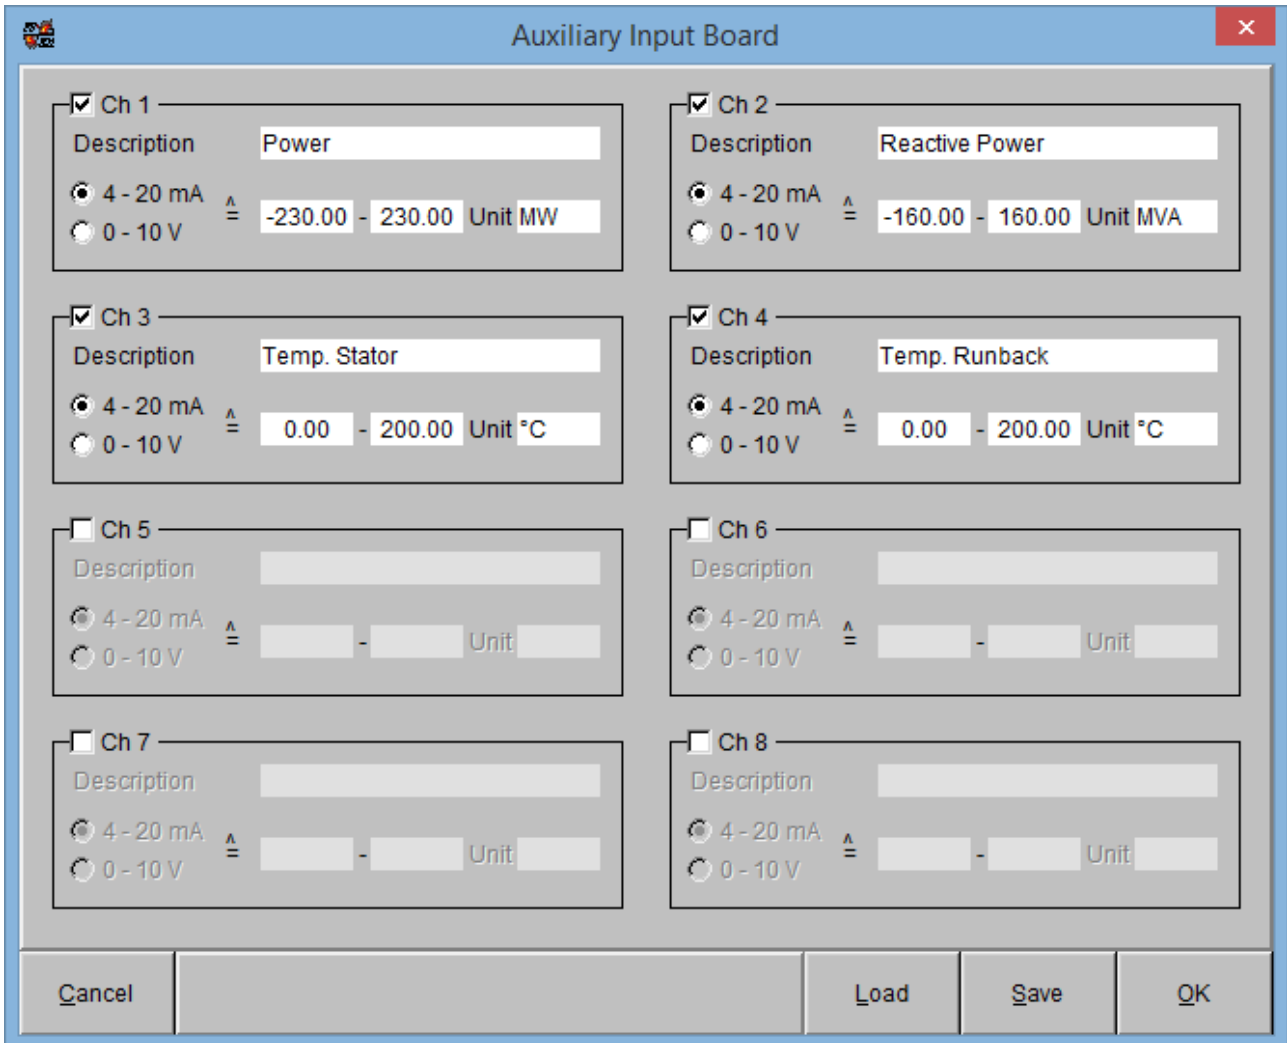 Auxiliary Input Board
Ch 1
Description Power
4 - 20 mA
0 - 10 V
≙ -230.00 - 230.00 Unit MW
Ch 2
Description Reactive Power
4 - 20 mA
0 - 10 V
≙ -160.00 - 160.00 Unit MVA
Ch 3
Description Temp. Stator
4 - 20 mA
0 - 10 V
≙ 0.00 - 200.00 Unit °C
Ch 4
Description Temp. Runback
4 - 20 mA
0 - 10 V
≙ 0.00 - 200.00 Unit °C
Ch 5
Description
4 - 20 mA
0 - 10 V
≙ - Unit
Ch 6
Description
4 - 20 mA
0 - 10 V
≙ - Unit
Ch 7
Description
4 - 20 mA
0 - 10 V
≙ - Unit
Ch 8
Description
4 - 20 mA
0 - 10 V
≙ - Unit
Cancel Load Save OK